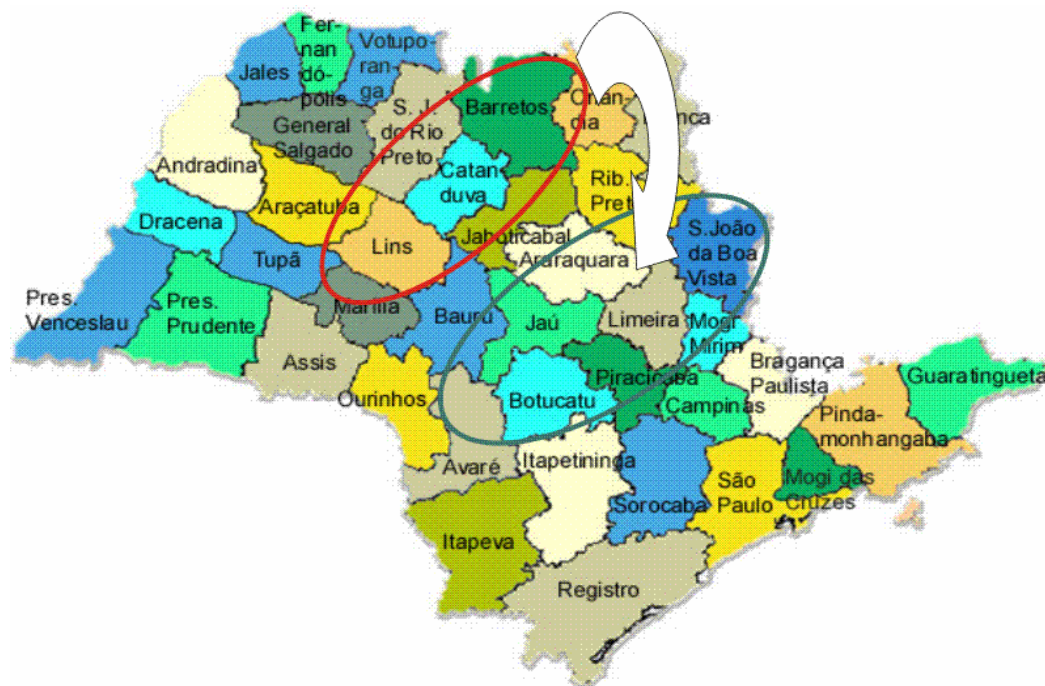 Fer-
nan
dó-
polis
Votupo-
ran-
ga
Jales
S. J.
do Rio
Preto
Barretos
Orlan-
dia
nca
General
Salgado
Andradina
Catan-
duva
Rib.
Pret
Dracena
Araçatuba
Lins
Jaboticabal
Araraquara
S.João
da Boa
Vista
Tupã
Pres.
Venceslau
Pres.
Prudente
Marília
Bauru
Jaú
Limeira
Mogi
Mirim
Assis
Ourinhos
Botucatu
Piracicaba
Campinas
Bragança
Paulista
Guaratinguetá
Pinda-
monhangaba
Avaré
Itapetininga
Sorocaba
São
Paulo
Mogi das
Cruzes
Itapeva
Registro